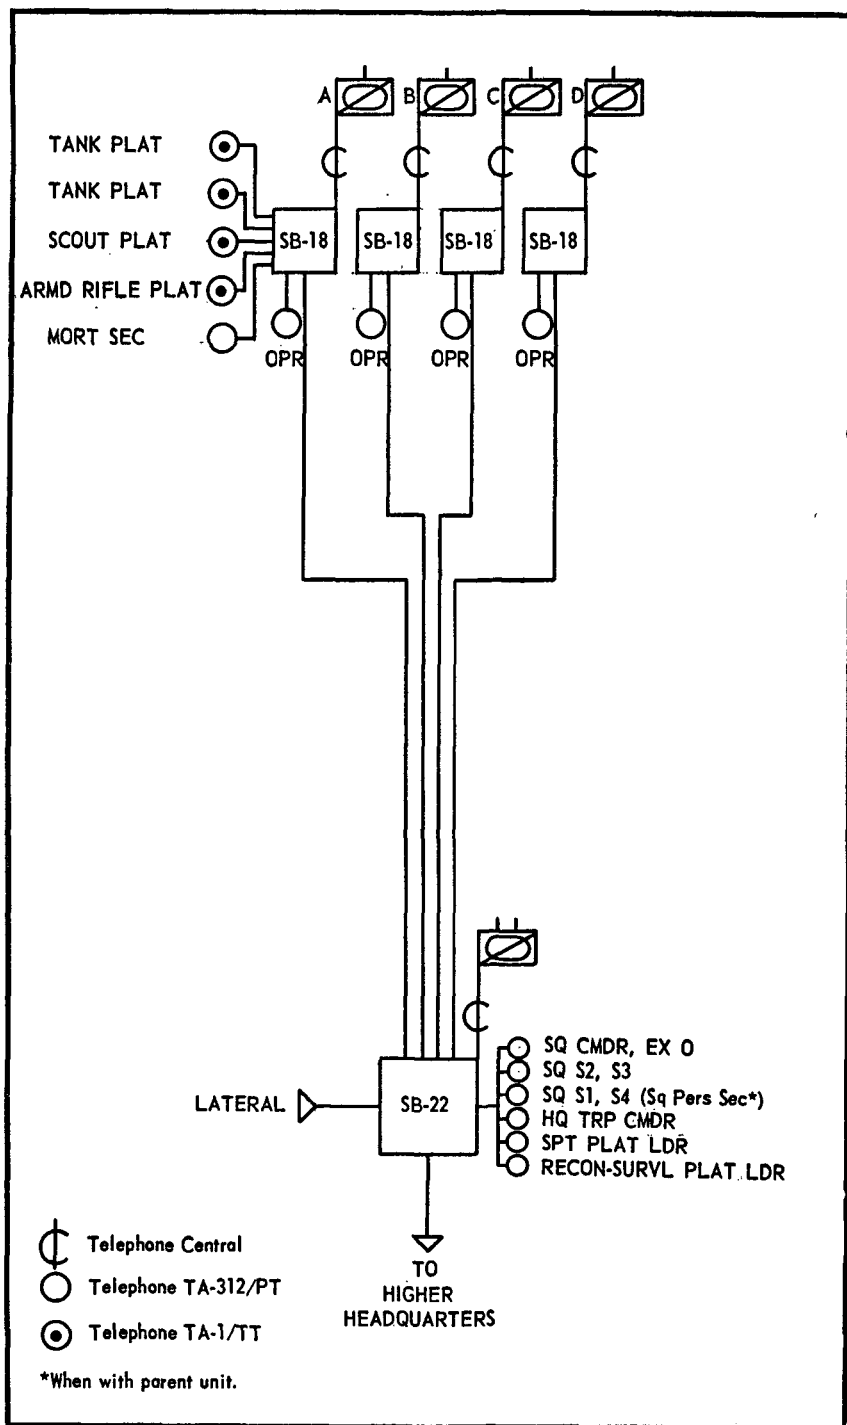 A
B
C
D
TANK PLAT
TANK PLAT
SCOUT PLAT
ARMD RIFLE PLAT
MORT SEC
SB-18
SB-18
SB-18
SB-18
OPR
OPR
OPR
OPR
LATERAL
SB-22
SQ CMDR, EX O
SQ S2, S3
SQ S1, S4 (Sq Pers Sec*)
HQ TRP CMDR
SPT PLAT LDR
RECON-SURVL PLAT LDR
TO
HIGHER
HEADQUARTERS
Telephone Central
Telephone TA-312/PT
Telephone TA-1/TT
*When with parent unit.